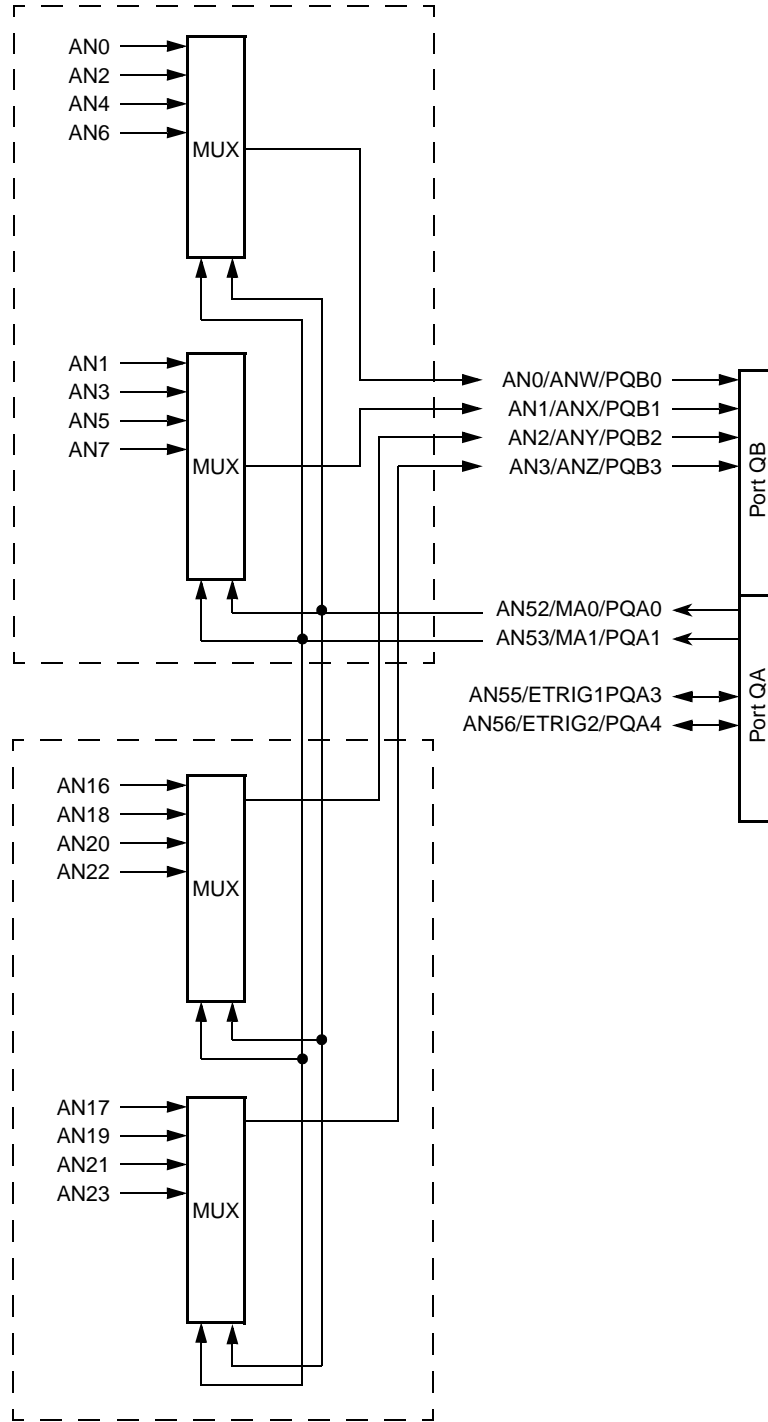 AN0
AN2
AN4
AN6
MUX
AN1
AN3
AN5
AN7
MUX
AN0/ANW/PQB0
AN1/ANX/PQB1
AN2/ANY/PQB2
AN3/ANZ/PQB3
Port QB
AN52/MA0/PQA0
AN53/MA1/PQA1
AN55/ETRIG1PQA3
AN56/ETRIG2/PQA4
Port QA
AN16
AN18
AN20
AN22
MUX
AN17
AN19
AN21
AN23
MUX